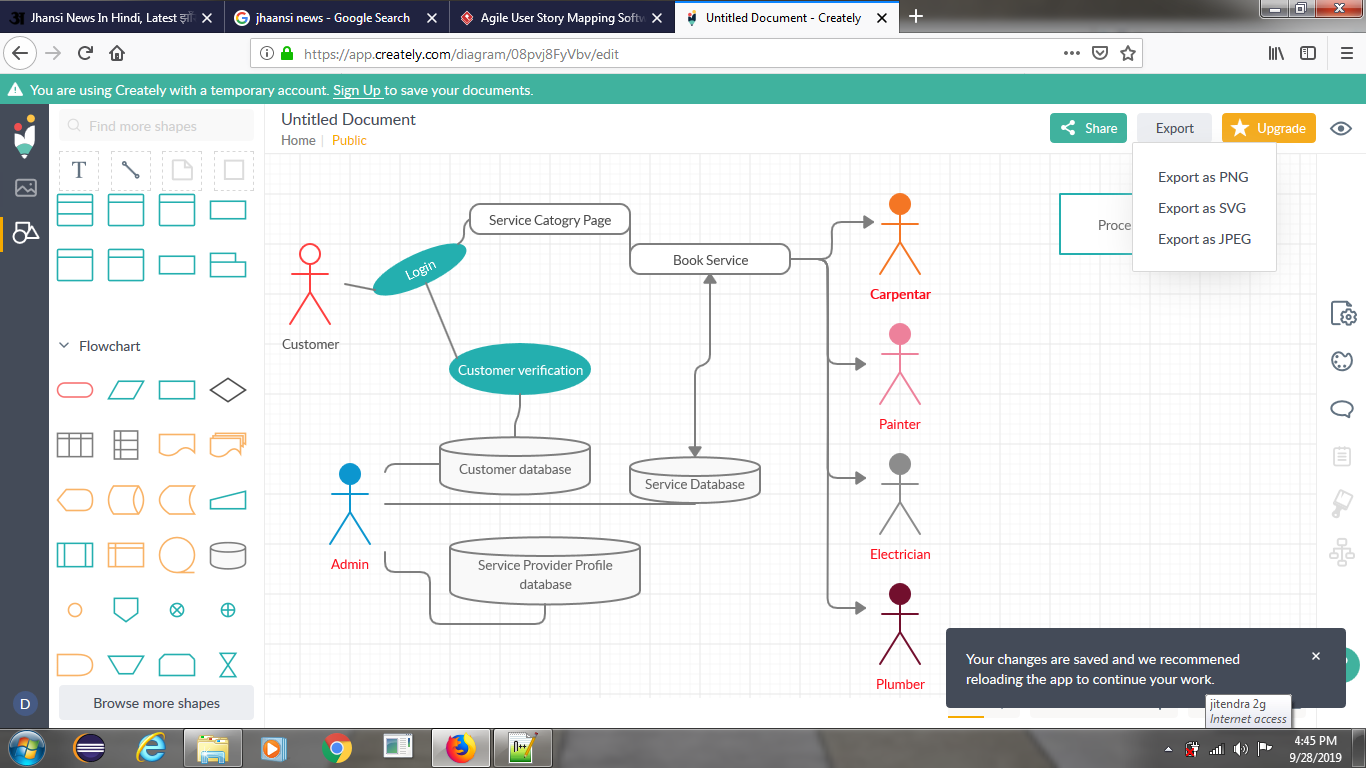 Jhansi News In Hindi, Latest झाँ
jhaansi news - Google Search
Agile User Story Mapping Softw
Untitled Document - Creately
https://app.creately.com/diagram/08pvj8FyVbv/edit
You are using Creately with a temporary account. Sign Up to save your documents.
Find more shapes
Untitled Document
Home
Public
Share
Export
Upgrade
T
Export as PNG
Export as SVG
Export as JPEG
Service Catogry Page
Proce
Login
Book Service
Customer
Carpentar
Flowchart
Customer verification
Painter
Customer database
Service Database
Admin
Electrician
Service Provider Profile
database
Plumber
Your changes are saved and we recommened
reloading the app to continue your work.
Browse more shapes
D
jitendra 2g
Internet access
4:45 PM
9/28/2019